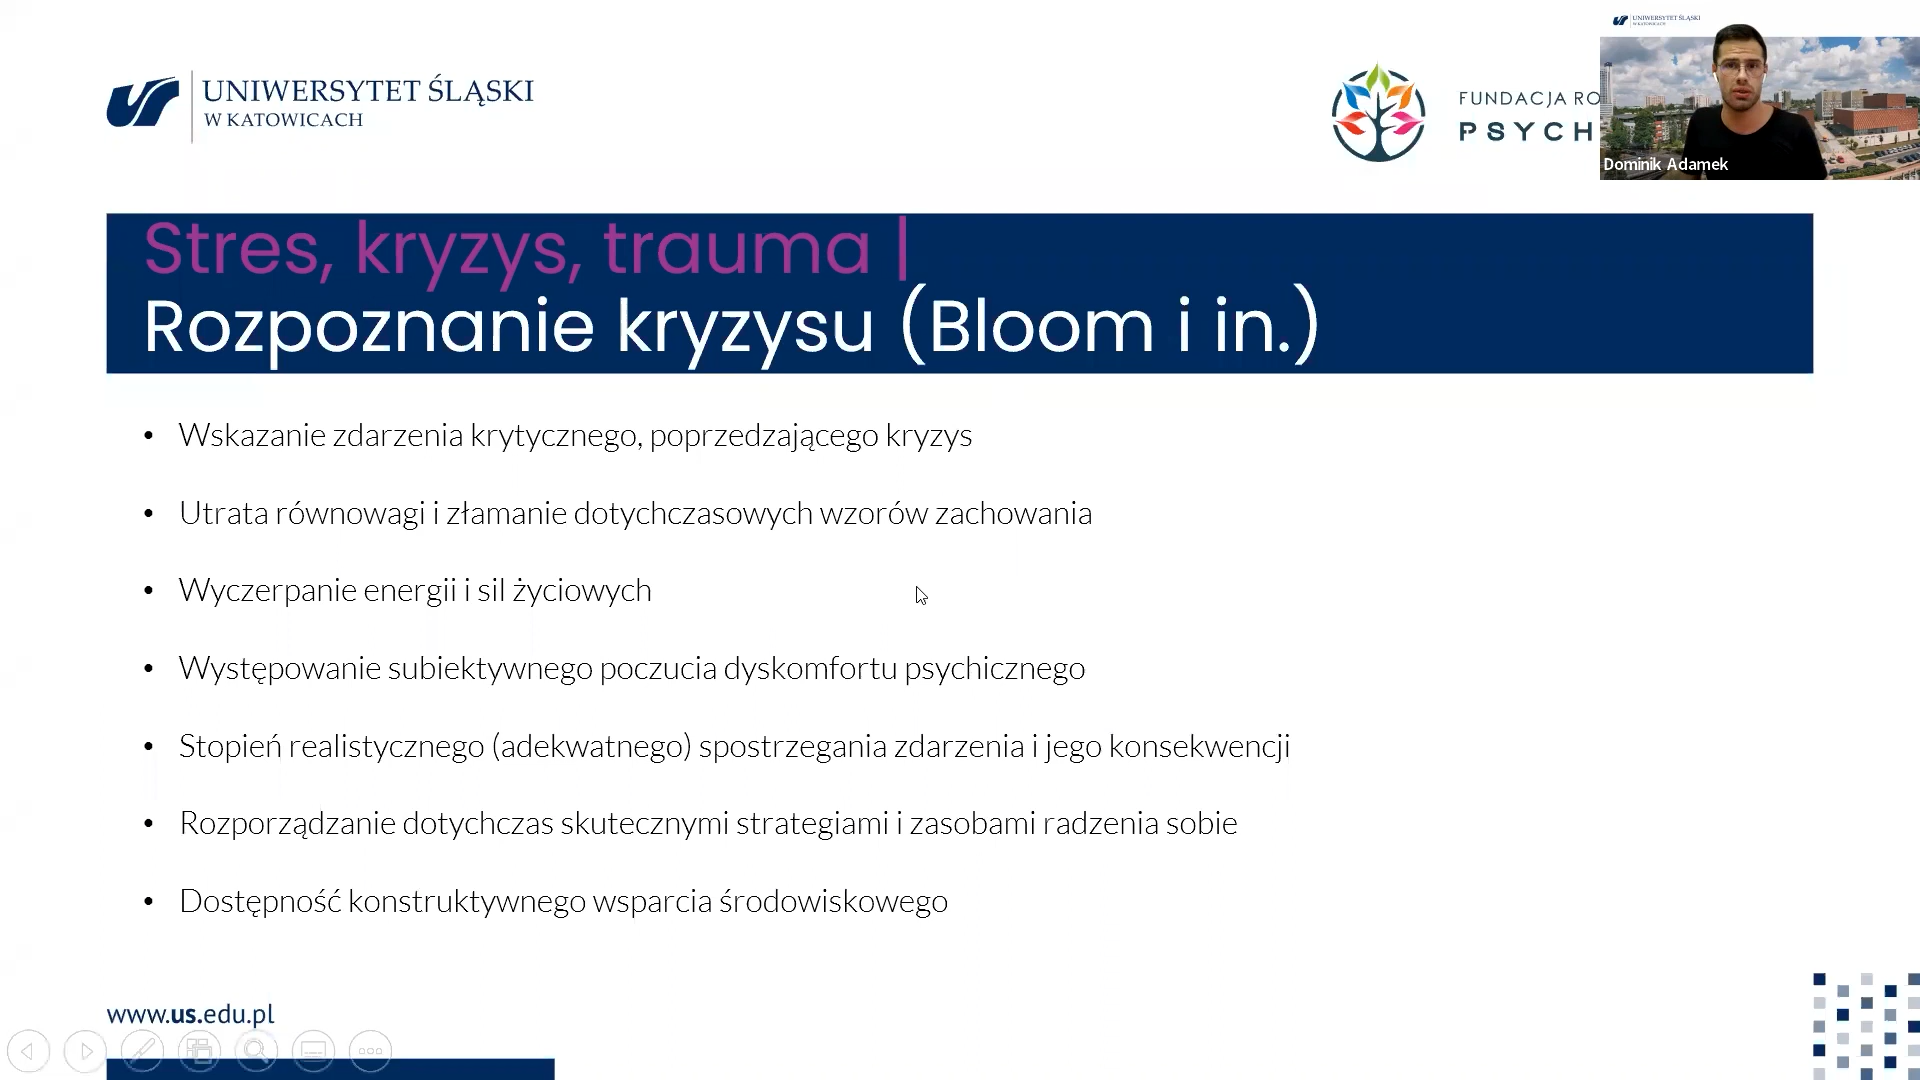 UNIWERSYTET ŚLĄSKI
W KATOWICACH
FUNDACJA RO
PSYCH
UNIWERSYTET ŚLĄSKI
W KATOWICACH
Dominik Adamek
Stres, kryzys, trauma |
Rozpoznanie kryzysu (Bloom i in.)
• Wskazanie zdarzenia krytycznego, poprzedzającego kryzys
• Utrata równowagi i złamanie dotychczasowych wzorów zachowania
• Wyczerpanie energii i sil życiowych
• Występowanie subiektywnego poczucia dyskomfortu psychicznego
• Stopień realistycznego (adekwatnego) spostrzegania zdarzenia i jego konsekwencji
• Rozporządzanie dotychczas skutecznymi strategiami i zasobami radzenia sobie
• Dostępność konstruktywnego wsparcia środowiskowego
www.us.edu.pl